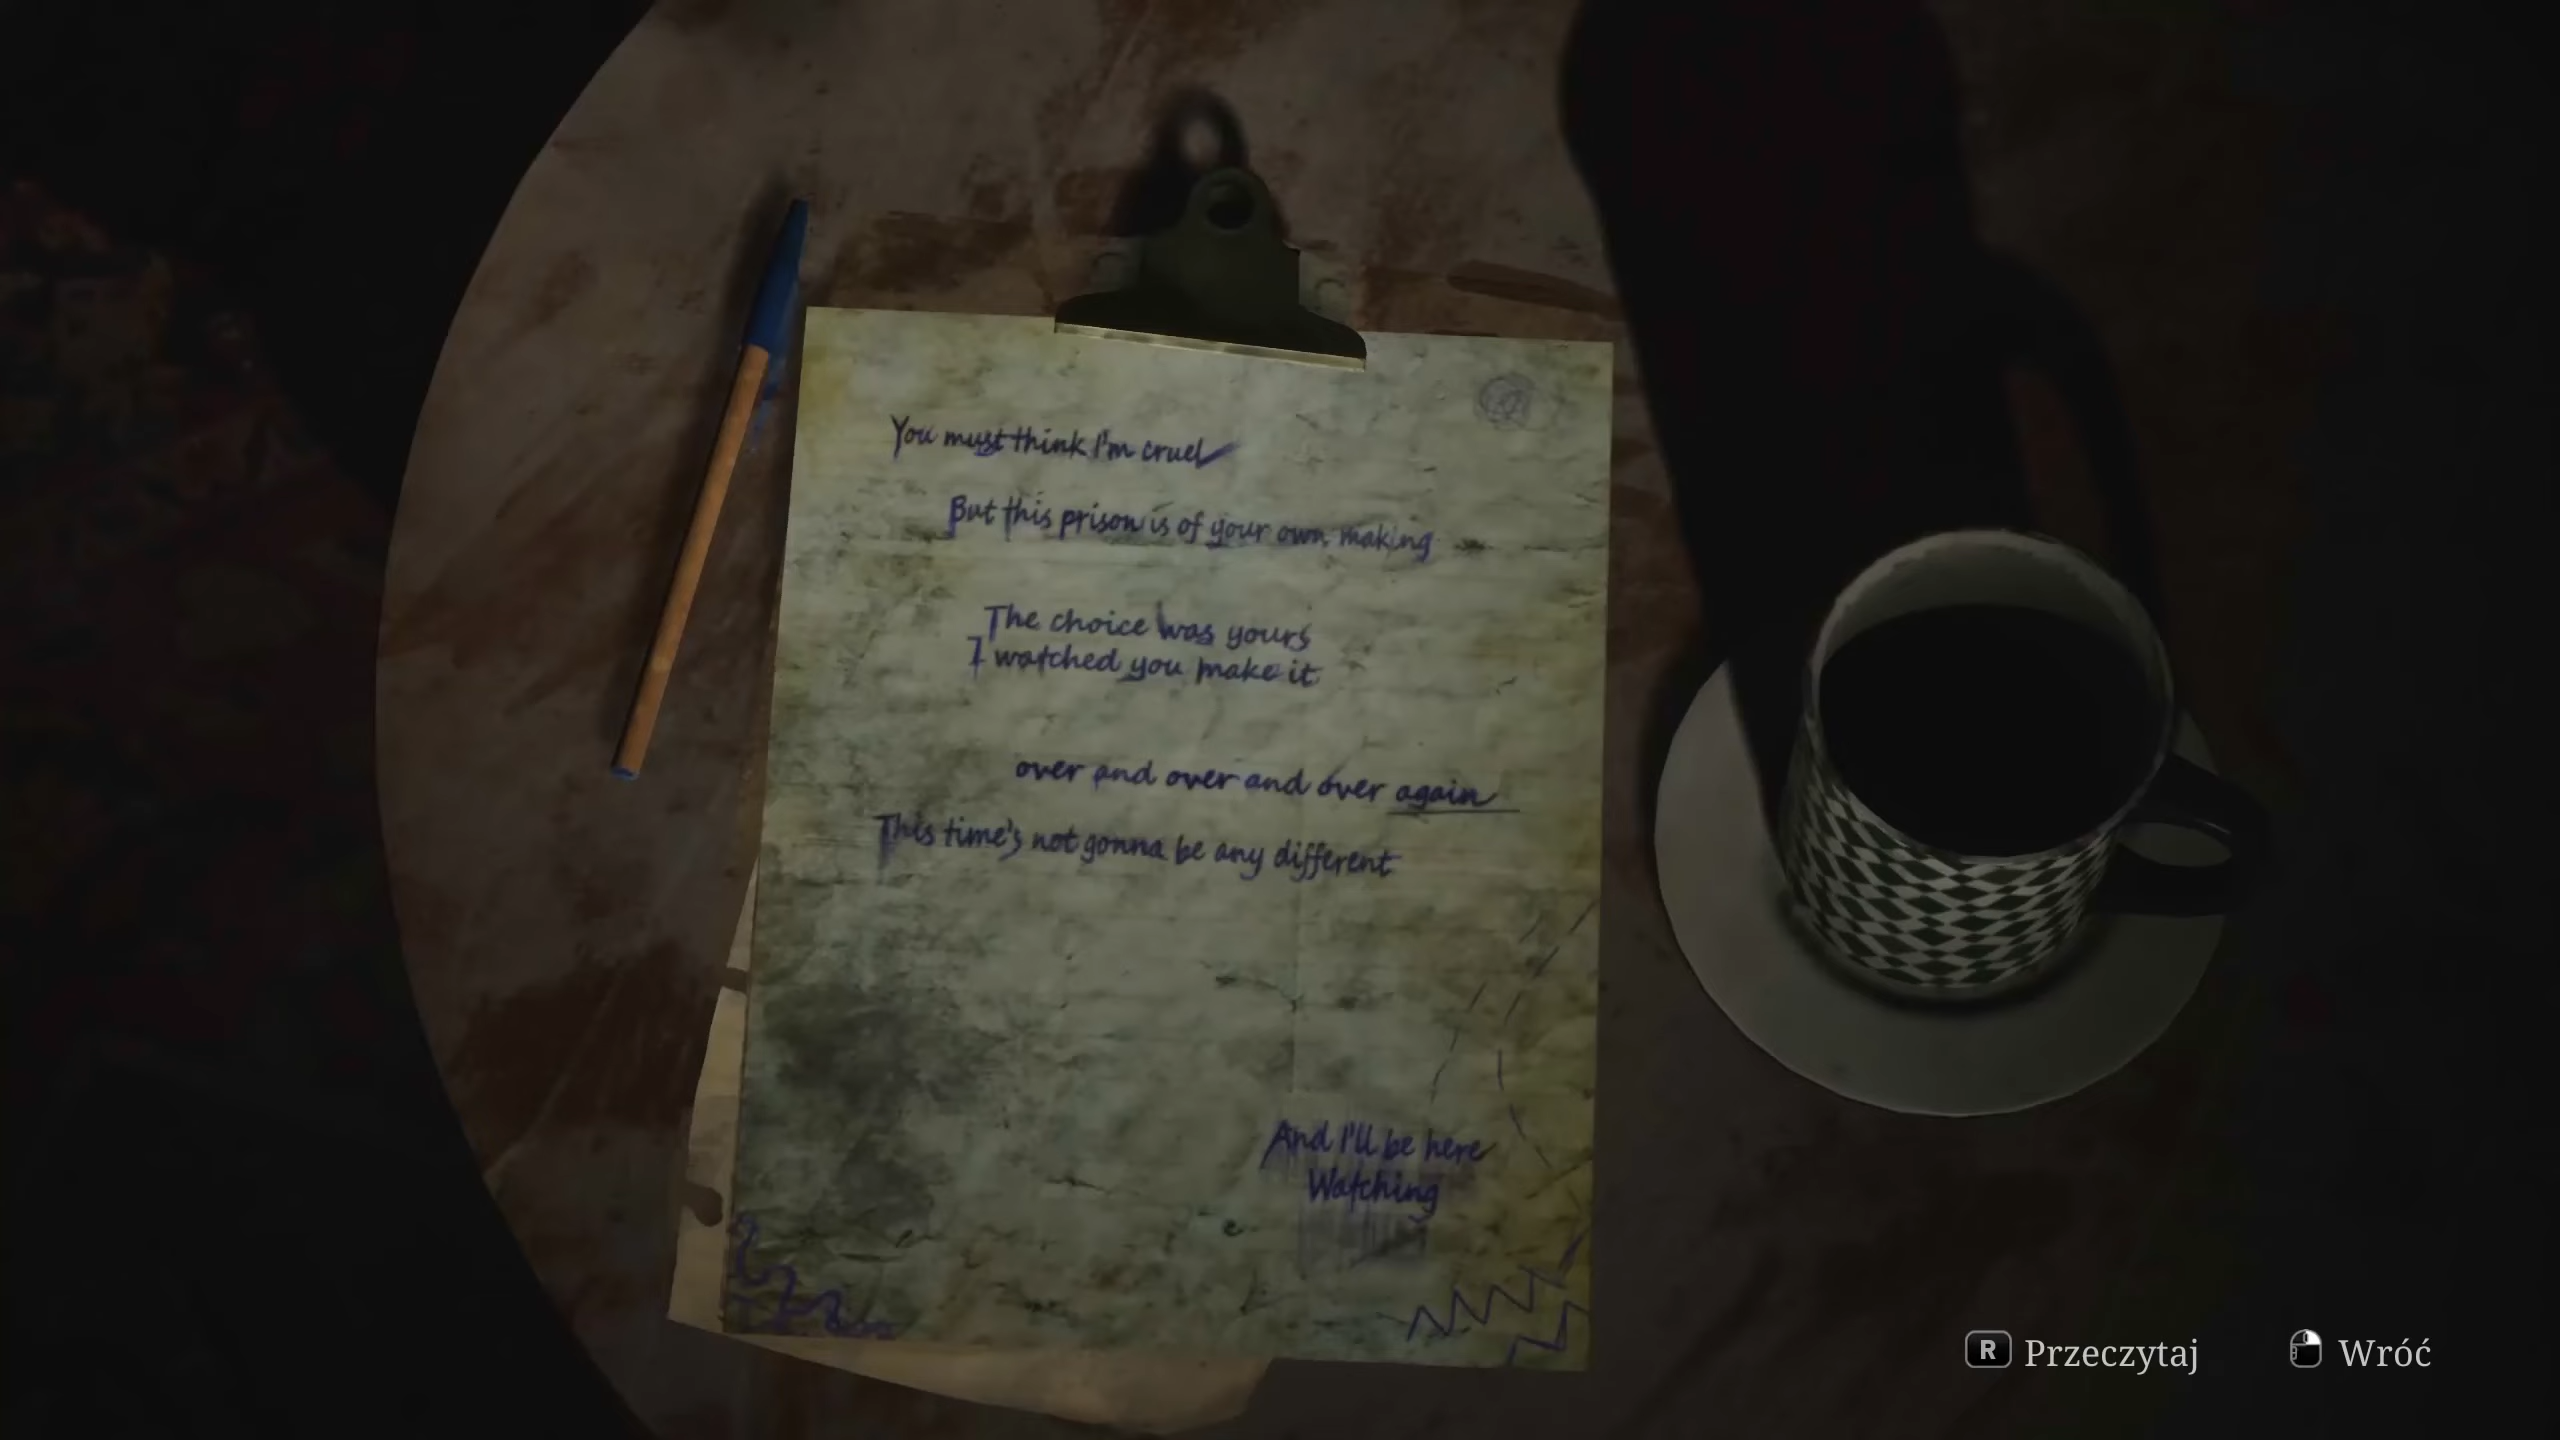 You must think I'm cruel
But this prison is of your own making
The choice was yours
I watched you make it
over and over and over again
This time's not gonna be any different
And I'll be here
Watching
R Przeczytaj
Wróć